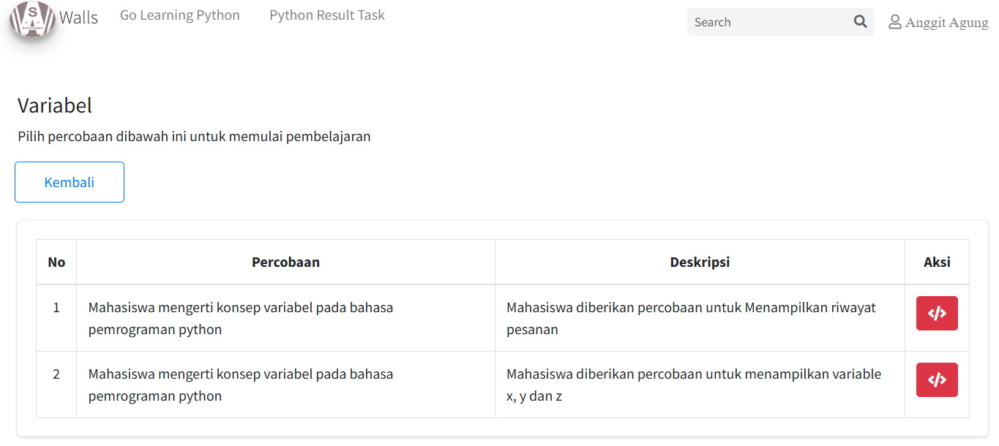 S
Automated
Walls
Go Learning Python
Python Result Task
Search
Anggit Agung
Variabel
Pilih percobaan dibawah ini untuk memulai pembelajaran
Kembali
No
Percobaan
Deskripsi
Aksi
1
Mahasiswa mengerti konsep variabel pada bahasa
pemrograman python
Mahasiswa diberikan percobaan untuk Menampilkan riwayat
pesanan
</>
2
Mahasiswa mengerti konsep variabel pada bahasa
pemrograman python
Mahasiswa diberikan percobaan untuk menampilkan variable
x, y dan z
</>